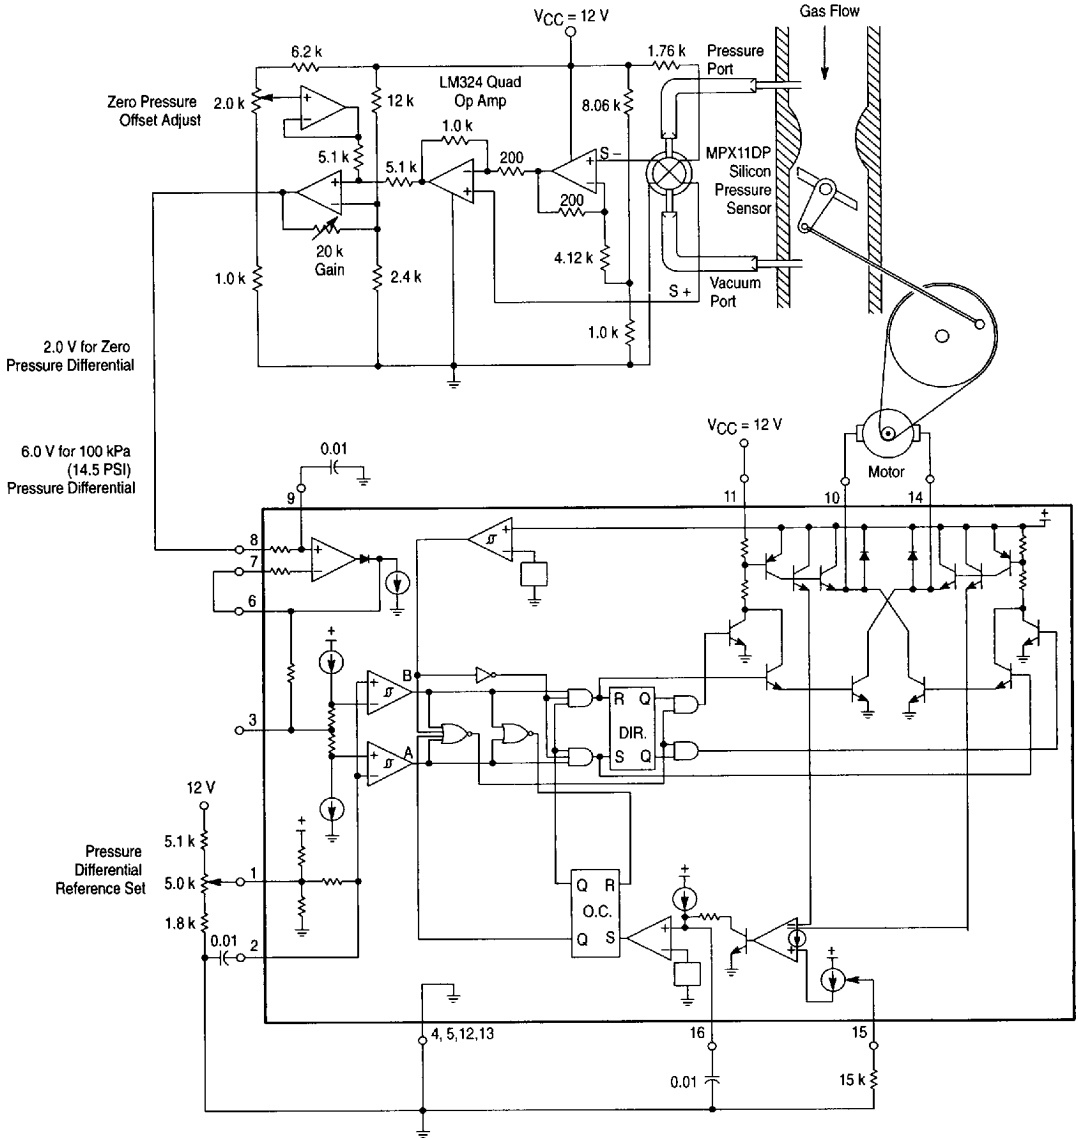 V_CC = 12 V
Gas Flow
6.2 k
1.76 k
Pressure
Port
LM324 Quad
Op Amp
Zero Pressure
Offset Adjust
2.0 k
12 k
8.06 k
1.0 k
5.1 k
5.1 k
200
S –
MPX11DP
Silicon
Pressure
Sensor
200
20 k
Gain
4.12 k
1.0 k
2.4 k
S +
Vacuum
Port
1.0 k
2.0 V for Zero
Pressure Differential
V_CC = 12 V
6.0 V for 100 kPa
(14.5 PSI)
Pressure Differential
0.01
Motor
9
11
10
14
8
7
6
B
3
R
Q
DIR.
S
Q
A
12 V
5.1 k
Pressure
Differential
Reference Set
1
5.0 k
1.8 k
0.01
2
Q
R
O.C.
Q
S
4, 5,12,13
16
15
0.01
15 k